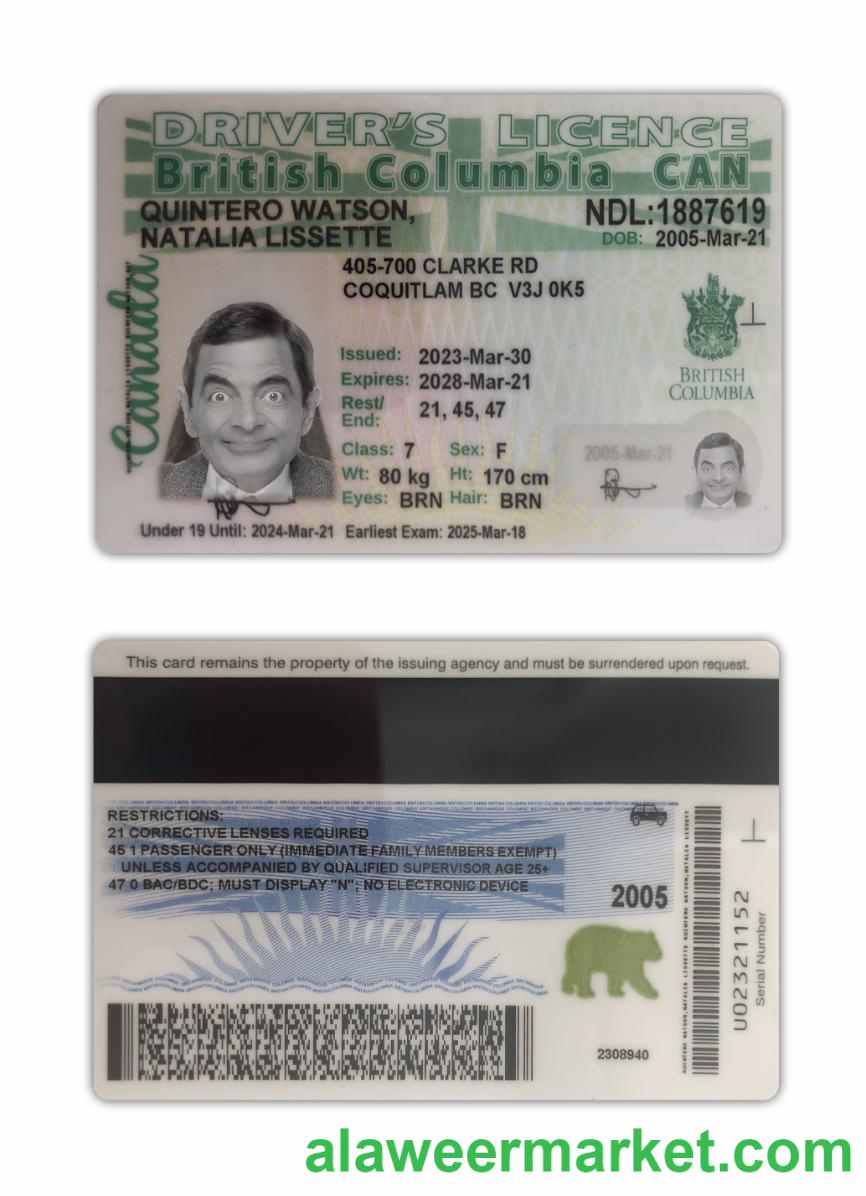 DRIVER'S LICENCE
British Columbia CAN
QUINTERO WATSON,
NATALIA LISSETTE
NDL:1887619
DOB: 2005-Mar-21
405-700 CLARKE RD
COQUITLAM BC V3J 0K5
Canada
Issued: 2023-Mar-30
Expires: 2028-Mar-21
Rest/
End: 21, 45, 47
Class: 7 Sex: F
Wt: 80 kg Ht: 170 cm
Eyes: BRN Hair: BRN
BRITISH
COLUMBIA
2005-Mar-21
Under 19 Until: 2024-Mar-21 Earliest Exam: 2025-Mar-18
This card remains the property of the issuing agency and must be surrendered upon request.
RESTRICTIONS:
21 CORRECTIVE LENSES REQUIRED
45 1 PASSENGER ONLY (IMMEDIATE FAMILY MEMBERS EXEMPT)
UNLESS ACCOMPANIED BY QUALIFIED SUPERVISOR AGE 25+
47 0 BAC/BDC; MUST DISPLAY "N"; NO ELECTRONIC DEVICE
2005
2308940
U02321152
Serial Number
alaweermarket.com